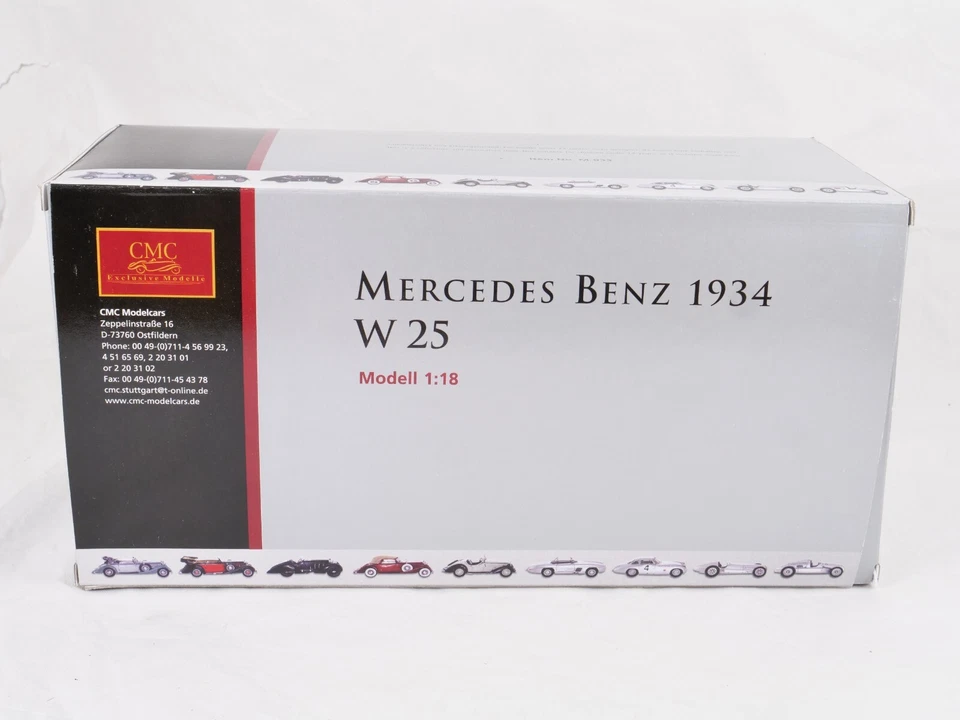 CMC
Exclusive Modelle
CMC Modelcars
Zeppelinstraße 16
D-73760 Ostfildern
Phone: 00 49-(0)711-4 56 99 23,
4 51 65 69, 2 20 31 01
or 2 20 31 02
Fax: 00 49-(0)711-45 43 78
cmc.stuttgart@t-online.de
www.cmc-modelcars.de
MERCEDES BENZ 1934
W 25
Modell 1:18
4